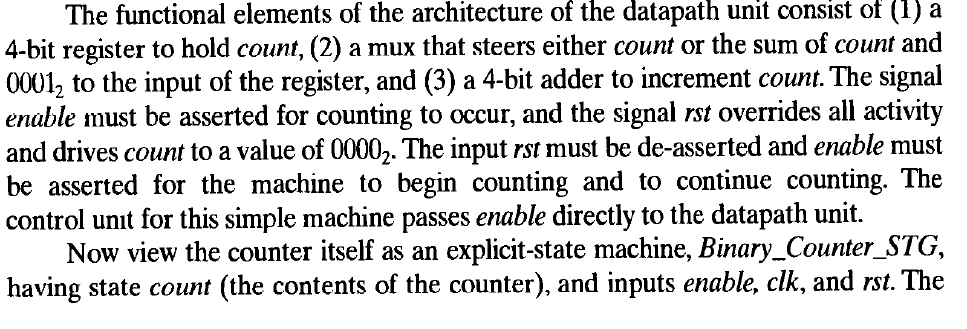 The functional elements of the architecture of the datapath unit consist of (1) a
4-bit register to hold count, (2) a mux that steers either count or the sum of count and
0001₂ to the input of the register, and (3) a 4-bit adder to increment count. The signal
enable must be asserted for counting to occur, and the signal rst overrides all activity
and drives count to a value of 0000₂. The input rst must be de-asserted and enable must
be asserted for the machine to begin counting and to continue counting. The
control unit for this simple machine passes enable directly to the datapath unit.
Now view the counter itself as an explicit-state machine, Binary_Counter_STG,
having state count (the contents of the counter), and inputs enable, clk, and rst. The